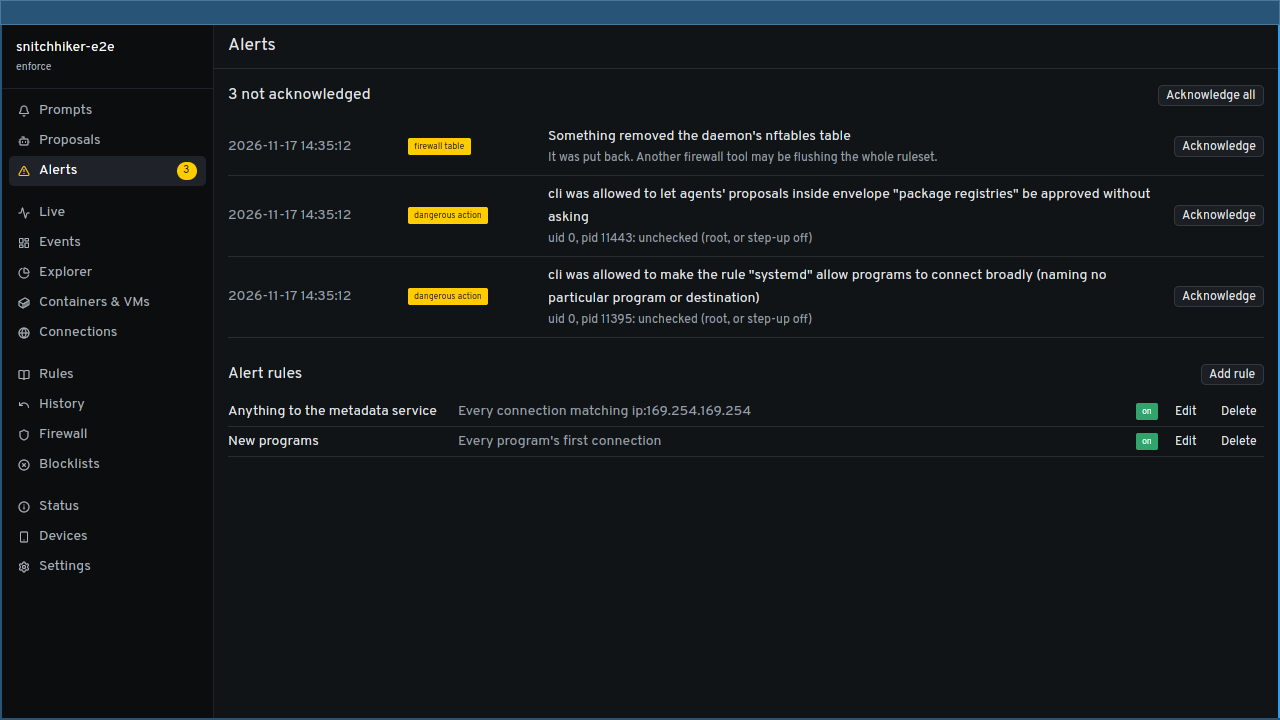 snitchhiker-e2e
enforce
Prompts
Proposals
Alerts
3
Live
Events
Explorer
Containers & VMs
Connections
Rules
History
Firewall
Blocklists
Status
Devices
Settings
Alerts
3 not acknowledged
Acknowledge all
2026-11-17 14:35:12
firewall table
Something removed the daemon's nftables table
It was put back. Another firewall tool may be flushing the whole ruleset.
Acknowledge
2026-11-17 14:35:12
dangerous action
cli was allowed to let agents' proposals inside envelope "package registries" be approved without
asking
uid 0, pid 11443: unchecked (root, or step-up off)
Acknowledge
2026-11-17 14:35:12
dangerous action
cli was allowed to make the rule "systemd" allow programs to connect broadly (naming no
particular program or destination)
uid 0, pid 11395: unchecked (root, or step-up off)
Acknowledge
Alert rules
Add rule
Anything to the metadata service
Every connection matching ip:169.254.169.254
on
Edit
Delete
New programs
Every program's first connection
on
Edit
Delete